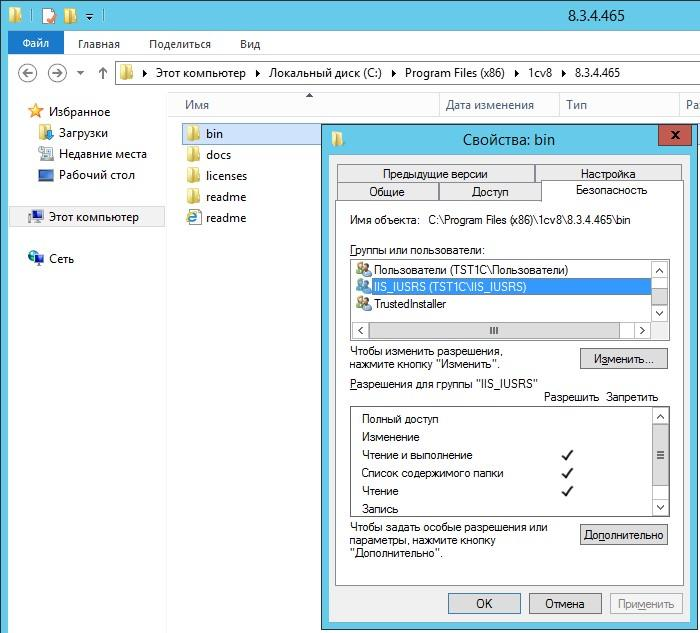 8.3.4.465
Файл Главная Поделиться Вид
Этот компьютер Локальный диск (C:) Program Files (x86) 1cv8 8.3.4.465
Избранное
Загрузки
Недавние места
Рабочий стол
Этот компьютер
Сеть
Имя Дата изменения Тип Ра
bin
docs
licenses
readme
readme
Свойства: bin
Предыдущие версии Настройка
Общие Доступ Безопасность
Имя объекта: C:\Program Files (x86)\1cv8\8.3.4.465\bin
Группы или пользователи:
Пользователи (TST1C\Пользователи)
IIS_IUSRS (TST1C\IIS_IUSRS)
TrustedInstaller
Чтобы изменить разрешения,
нажмите кнопку "Изменить".
Изменить...
Разрешения для группы "IIS_IUSRS"
Разрешить Запретить
Полный доступ
Изменение
Чтение и выполнение
Список содержимого папки
Чтение
Запись
Чтобы задать особые разрешения или
параметры, нажмите кнопку
"Дополнительно".
Дополнительно
OK Отмена Применить